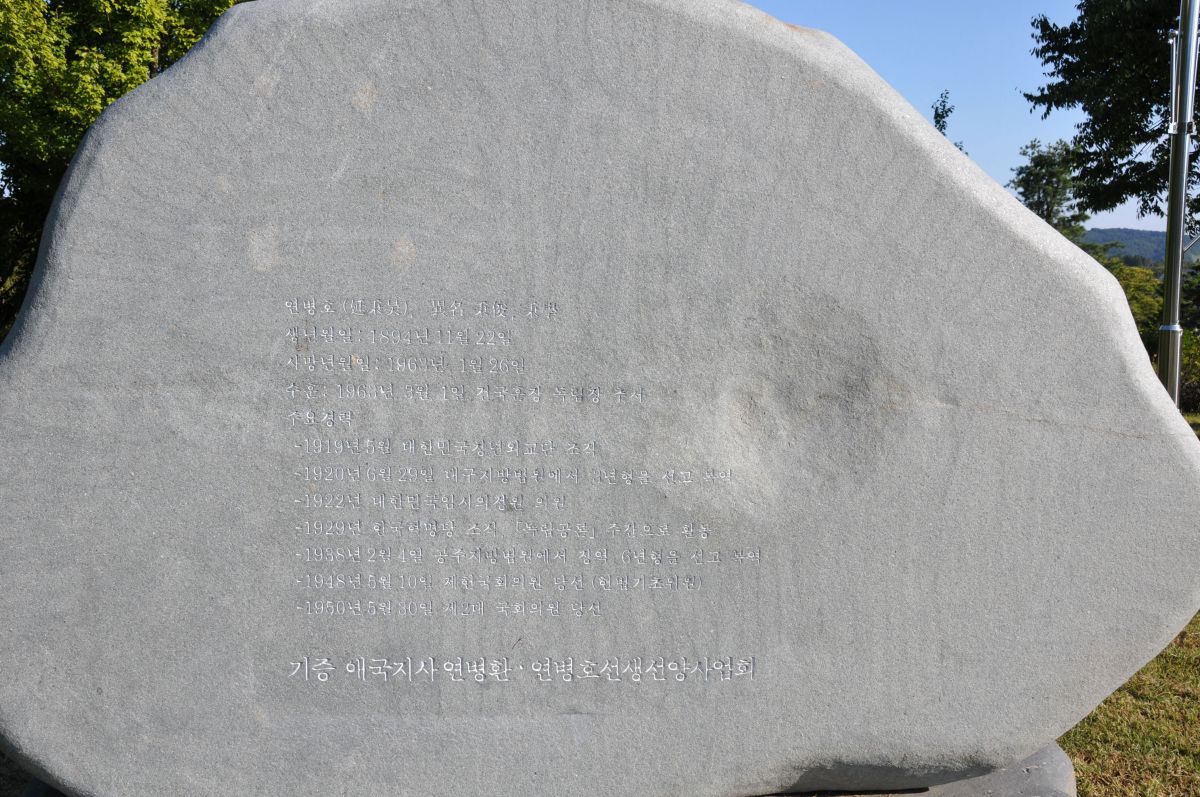 연병호(延秉昊), 異名 秉俊, 秉學
생년월일 : 1894년 11월 22일
사망년월일 : 1963년 1월 26일
수훈 : 1963년 3월 1일 건국훈장 독립장 추서
주요경력
-1919년 5월 대한민국청년외교단 조직
-1920년 6월 29일 대구지방법원에서 선고 복역
-1922년 대한민국임시의정원 의원
-1929년 한국혁명당 조직, 「독립공론」 주간으로 활동
-1938년 2월 4일 공주지방법원에서 징역 6년형을 선고 복역
-1948년 5월 10일 제헌국회의원 당선 (헌법기초위원)
-1950년 5월 30일 제2대 국회의원 당선
기증 애국지사 연병환 · 연병호선생선양사업회